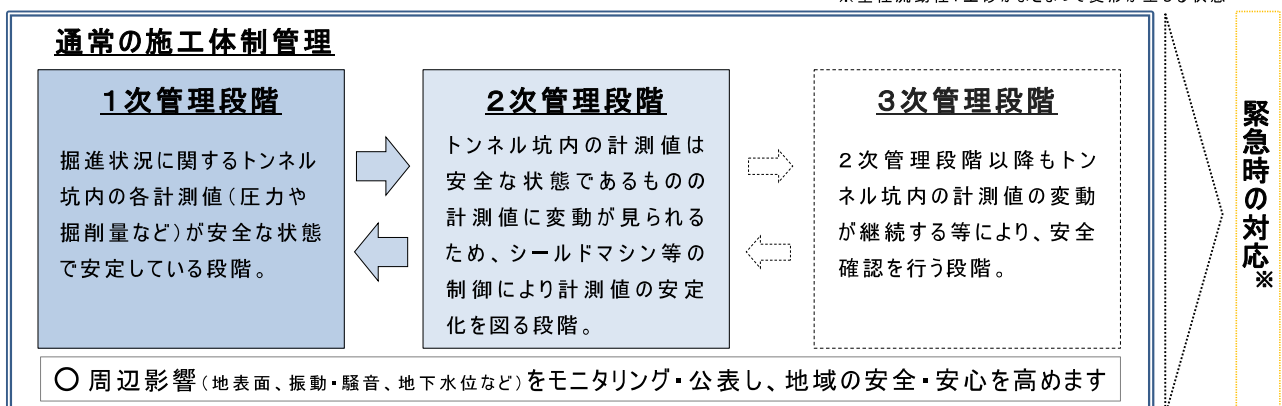 通常の施工体制管理
1次管理段階
掘進状況に関するトンネル
坑内の各計測値(圧力や
掘削量など)が安全な状態
で安定している段階。
2次管理段階
トンネル坑内の計測値は
安全な状態であるものの
計測値に変動が見られる
ため、シールドマシン等の
制御により計測値の安定
化を図る段階。
3次管理段階
2次管理段階以降もトン
ネル坑内の計測値の変動
が継続する等により、安全
確認を行う段階。
〇 周辺影響(地表面、振動・騒音、地下水位など)をモニタリング・公表し、地域の安全・安心を高めます
緊急時の対応※